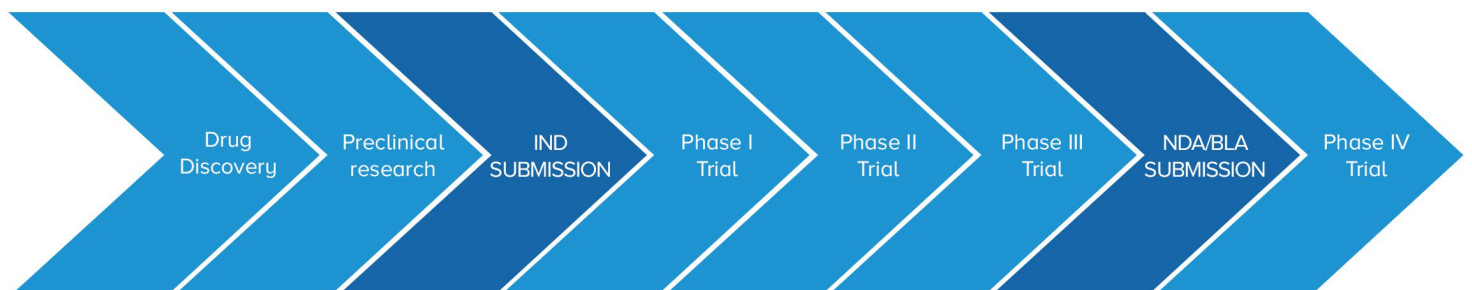 Drug
Discovery
Preclinical
research
IND
SUBMISSION
Phase I
Trial
Phase II
Trial
Phase III
Trial
NDA/BLA
SUBMISSION
Phase IV
Trial